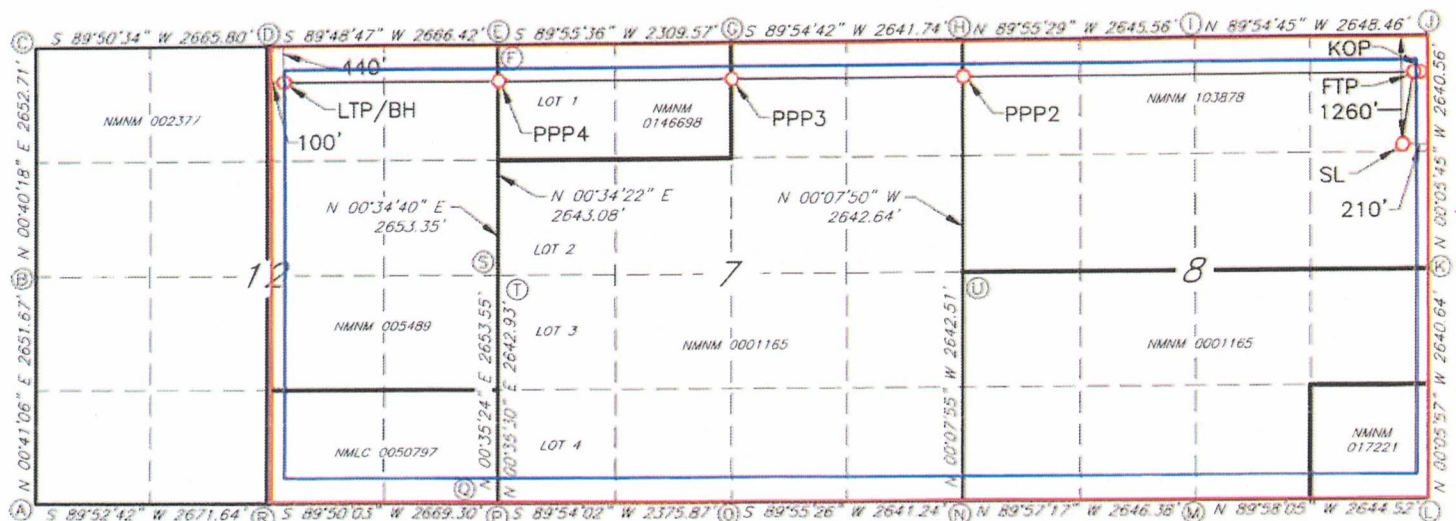 C S 89°50'34" W 2665.80' D S 89°48'47" W 2666.42' E S 89°55'36" W 2309.57' G S 89°54'42" W 2641.74' H N 89°55'29" W 2645.56' I N 89°54'45" W 2648.46' J
F
440'
KOP
LTP/BH
100'
PPP4
PPP3
PPP2
FTP
1260'
SL
210'
NMNM 002377
LOT 1
NMNM
0146698
NMNM 103878
N 00°40'18" E 2652.71'
N 00°34'40" E
2653.35'
N 00°34'22" E
2643.08'
N 00°07'50" W
2642.64'
N 00°05'45" W 2640.56'
LOT 2
B
12
S
T
7
U
8
K
N 00°41'06" E 2651.67'
NMNM 005489
N 00°35'24" E 2653.55'
N 00°35'30" E 2642.93'
LOT 3
NMNM 0001165
N 00°07'55" W 2642.51'
NMNM 0001165
N 00°05'57" W 2640.64'
NMLC 0050797
LOT 4
NMNM
017221
Q
A S 89°52'42" W 2671.64' R S 89°50'03" W 2669.30' P S 89°54'02" W 2375.87' O S 89°55'26" W 2641.24' N N 89°57'17" W 2646.38' M N 89°58'05" W 2644.52' L